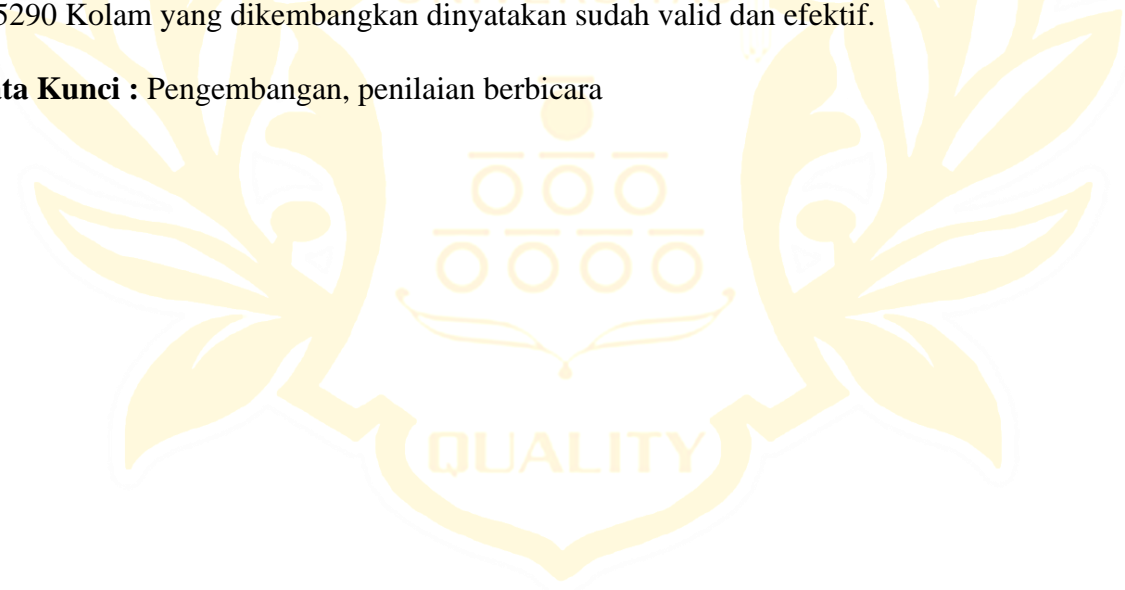 5290 Kolam yang dikembangkan dinyatakan sudah valid dan efektif.
ta Kunci : Pengembangan, penilaian berbicara
QUALITY